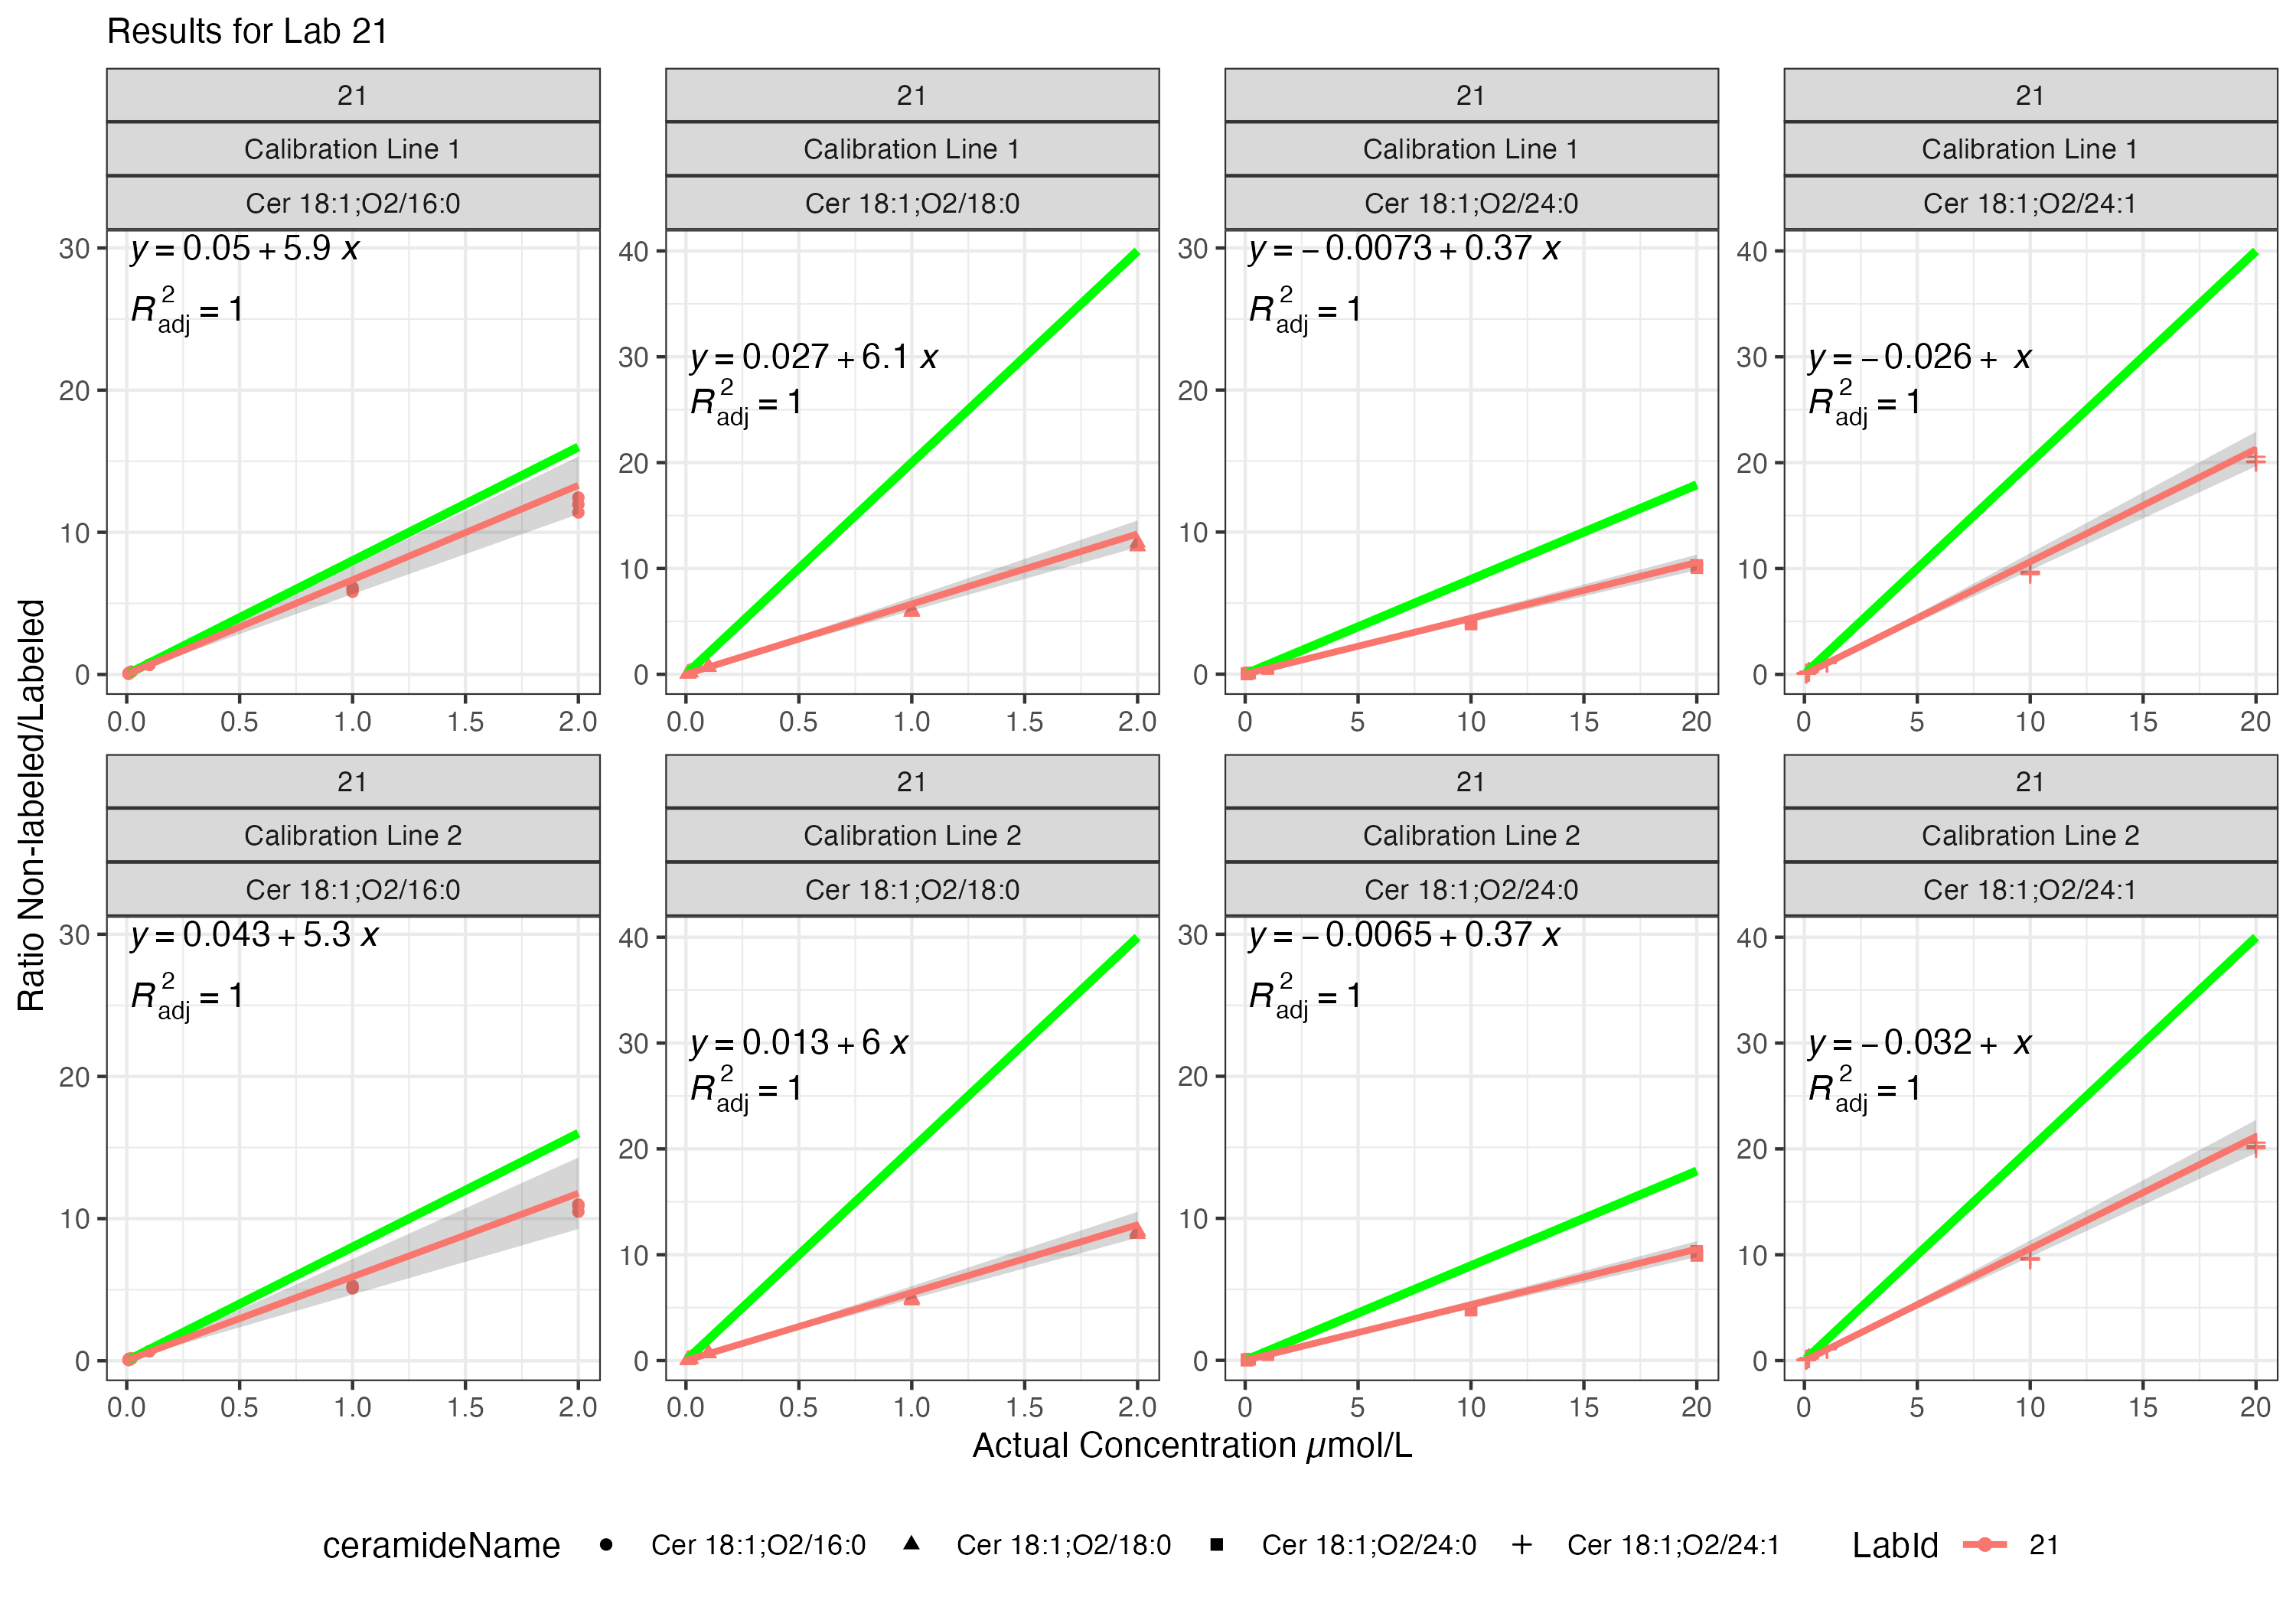 Results for Lab 21
21
Calibration Line 1
Cer 18:1;O2/16:0
y = 0.05 + 5.9 x
R²adj = 1
30
20
10
0
0.0 0.5 1.0 1.5 2.0
21
Calibration Line 1
Cer 18:1;O2/18:0
y = 0.027 + 6.1 x
R²adj = 1
40
30
20
10
0
0.0 0.5 1.0 1.5 2.0
21
Calibration Line 1
Cer 18:1;O2/24:0
y = −0.0073 + 0.37 x
R²adj = 1
30
20
10
0
0 5 10 15 20
21
Calibration Line 1
Cer 18:1;O2/24:1
y = −0.026 + x
R²adj = 1
40
30
20
10
0
0 5 10 15 20
21
Calibration Line 2
Cer 18:1;O2/16:0
y = 0.043 + 5.3 x
R²adj = 1
30
20
10
0
0.0 0.5 1.0 1.5 2.0
21
Calibration Line 2
Cer 18:1;O2/18:0
y = 0.013 + 6 x
R²adj = 1
40
30
20
10
0
0.0 0.5 1.0 1.5 2.0
21
Calibration Line 2
Cer 18:1;O2/24:0
y = −0.0065 + 0.37 x
R²adj = 1
30
20
10
0
0 5 10 15 20
21
Calibration Line 2
Cer 18:1;O2/24:1
y = −0.032 + x
R²adj = 1
40
30
20
10
0
0 5 10 15 20
Ratio Non-labeled/Labeled
Actual Concentration µmol/L
ceramideName Cer 18:1;O2/16:0 Cer 18:1;O2/18:0 Cer 18:1;O2/24:0 Cer 18:1;O2/24:1 LabId 21